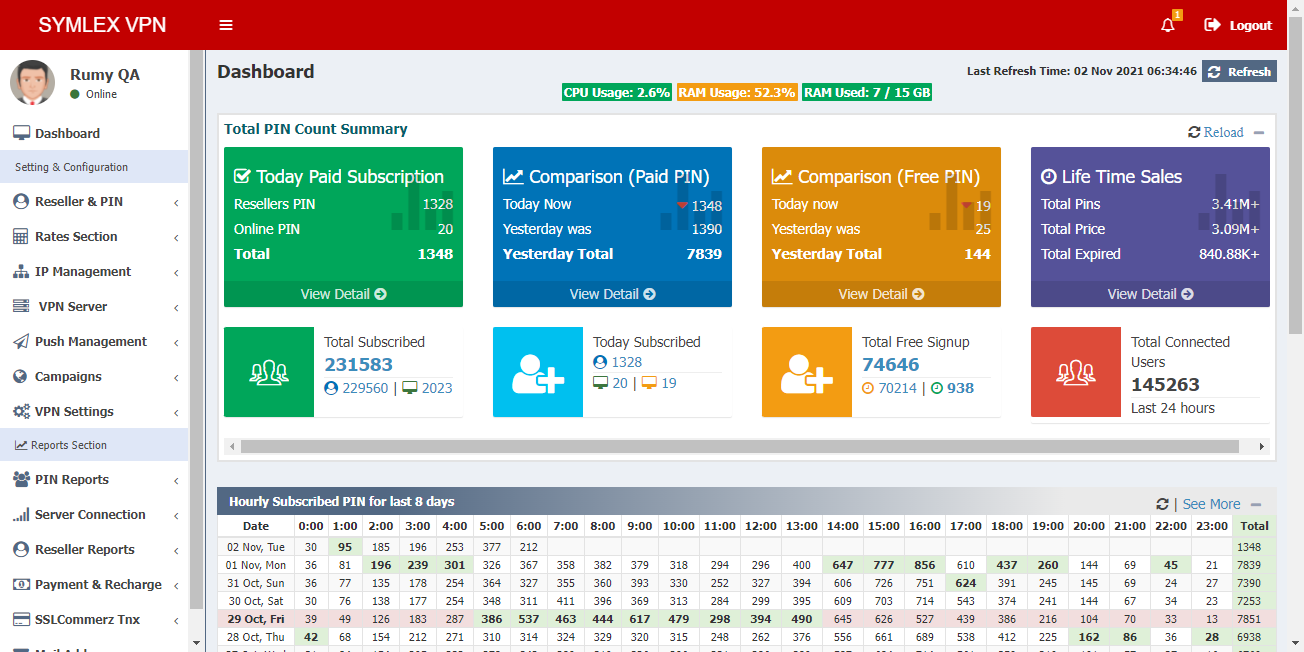 SYMLEX VPN
1
Logout
Rumy QA
Online
Dashboard
Setting & Configuration
Reseller & PIN
Rates Section
IP Management
VPN Server
Push Management
Campaigns
VPN Settings
Reports Section
PIN Reports
Server Connection
Reseller Reports
Payment & Recharge
SSLCommerz Tnx
Dashboard
Last Refresh Time: 02 Nov 2021 06:34:46
Refresh
CPU Usage: 2.6% RAM Usage: 52.3% RAM Used: 7 / 15 GB
Total PIN Count Summary
Reload
Today Paid Subscription
Resellers PIN 1328
Online PIN 20
Total 1348
View Detail
Comparison (Paid PIN)
Today Now 1348
Yesterday was 1390
Yesterday Total 7839
View Detail
Comparison (Free PIN)
Today now 19
Yesterday was 25
Yesterday Total 144
View Detail
Life Time Sales
Total Pins 3.41M+
Total Price 3.09M+
Total Expired 840.88K+
View Detail
Total Subscribed
231583
229560 | 2023
Today Subscribed
1328
20 | 19
Total Free Signup
74646
70214 | 938
Total Connected
Users
145263
Last 24 hours
Hourly Subscribed PIN for last 8 days
| See More
Date 0:00 1:00 2:00 3:00 4:00 5:00 6:00 7:00 8:00 9:00 10:00 11:00 12:00 13:00 14:00 15:00 16:00 17:00 18:00 19:00 20:00 21:00 22:00 23:00 Total
02 Nov, Tue 30 95 185 196 253 377 212 1348
01 Nov, Mon 36 81 196 239 301 326 367 358 382 379 318 294 296 400 647 777 856 610 437 260 144 69 45 21 7839
31 Oct, Sun 36 77 135 178 254 364 327 355 360 393 330 252 327 394 606 726 751 624 391 245 145 69 24 27 7390
30 Oct, Sat 30 76 138 177 254 348 311 411 396 369 313 284 299 395 609 703 714 543 374 241 144 67 34 23 7253
29 Oct, Fri 39 49 126 183 287 386 537 463 444 617 479 298 394 490 645 626 527 439 386 216 104 70 33 13 7851
28 Oct, Thu 42 68 154 212 271 310 314 324 329 320 315 248 262 376 556 661 689 538 412 225 162 86 36 28 6938